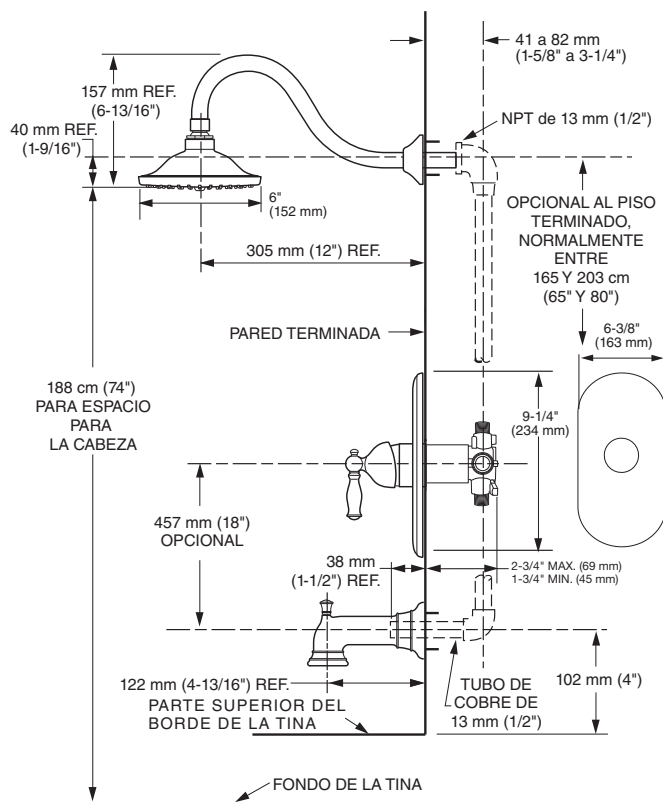 41 a 82 mm
(1-5/8" a 3-1/4")
157 mm REF.
(6-13/16")
40 mm REF.
(1-9/16")
NPT de 13 mm (1/2")
6"
(152 mm)
OPCIONAL AL PISO
TERMINADO,
NORMALMENTE
ENTRE
165 Y 203 cm
(65" Y 80")
305 mm (12") REF.
PARED TERMINADA
6-3/8"
(163 mm)
188 cm (74")
PARA ESPACIO
PARA
LA CABEZA
9-1/4"
(234 mm)
457 mm (18")
OPCIONAL
38 mm
(1-1/2") REF.
2-3/4" MAX. (69 mm)
1-3/4" MIN. (45 mm)
122 mm (4-13/16") REF.
TUBO DE
COBRE DE
13 mm (1/2")
102 mm (4")
PARTE SUPERIOR DEL
BORDE DE LA TINA
FONDO DE LA TINA